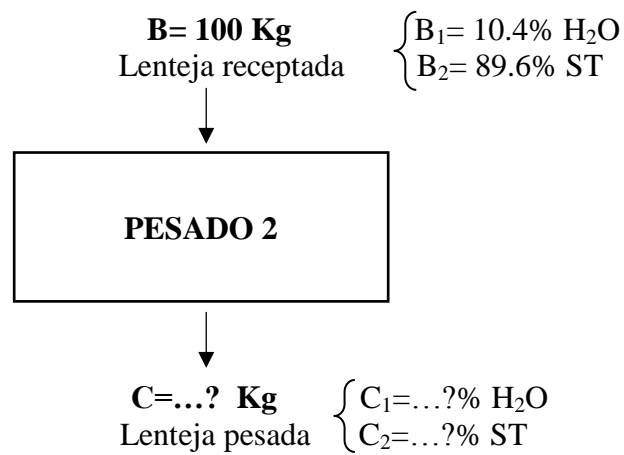 B= 100 Kg
Lenteja receptada
B₁= 10.4% H₂O
B₂= 89.6% ST
PESADO 2
C=…? Kg
Lenteja pesada
C₁=…?% H₂O
C₂=…?% ST